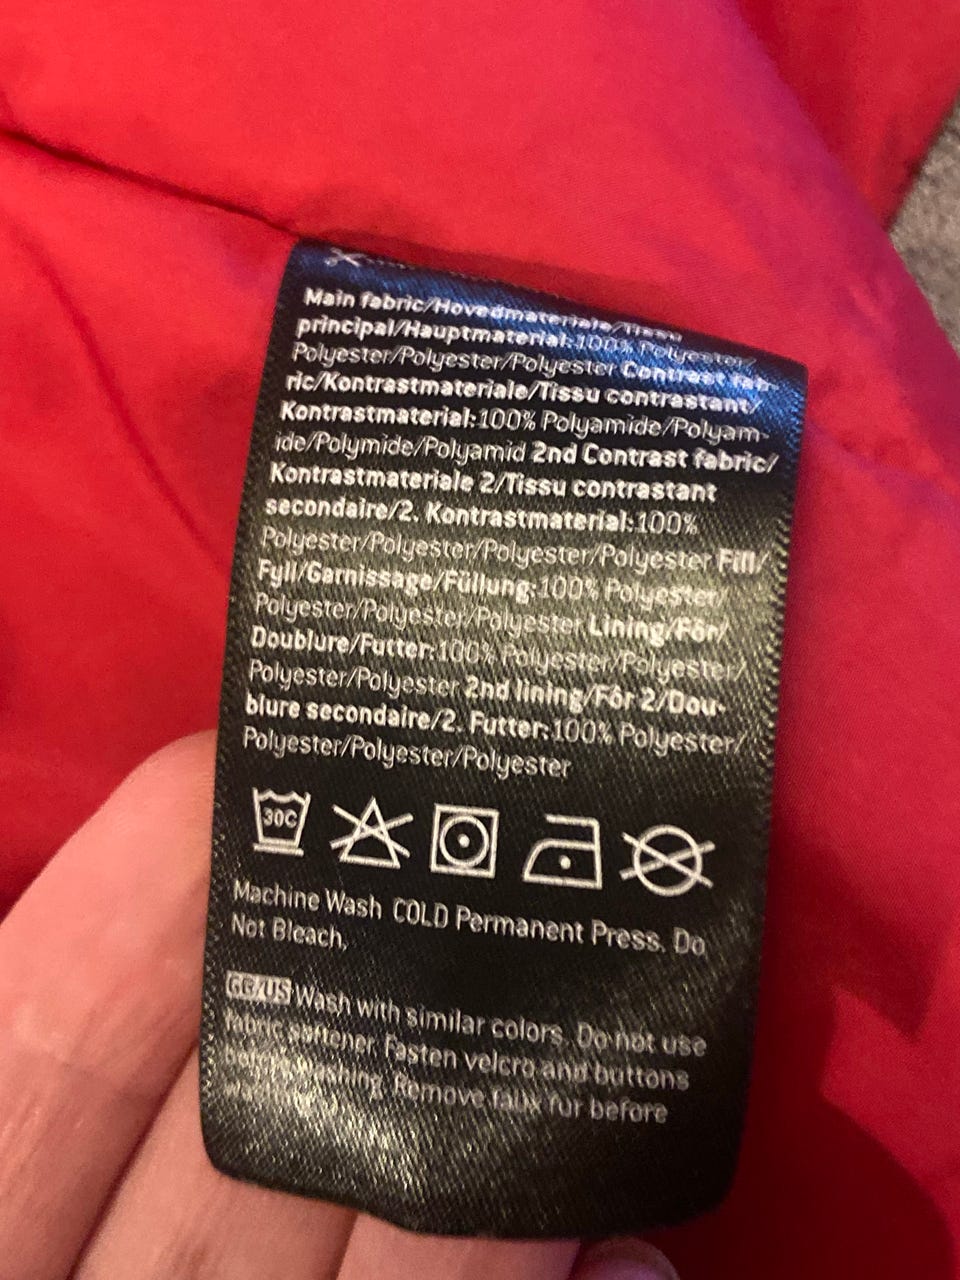 Main fabric/Hovedmateriale/Tissu
principal/Hauptmaterial:100% Polyester/
Polyester/Polyester/Polyester Contrast fab-
ric/Kontrastmateriale/Tissu contrastant/
Kontrastmaterial:100% Polyamide/Polyam-
ide/Polymide/Polyamid 2nd Contrast fabric/
Kontrastmateriale 2/Tissu contrastant
secondaire/2. Kontrastmaterial:100%
Polyester/Polyester/Polyester/Polyester Fill/
Fyll/Garnissage/Füllung:100% Polyester/
Polyester/Polyester/Polyester Lining/Fôr/
Doublure/Futter:100% Polyester/Polyester/
Polyester/Polyester 2nd lining/Fôr 2/Dou-
blure secondaire/2. Futter:100% Polyester/
Polyester/Polyester/Polyester
30C
Machine Wash COLD Permanent Press. Do
Not Bleach,
GB/US Wash with similar colors. Do not use
fabric softener. Fasten velcro and buttons
before washing. Remove faux fur before
washing.